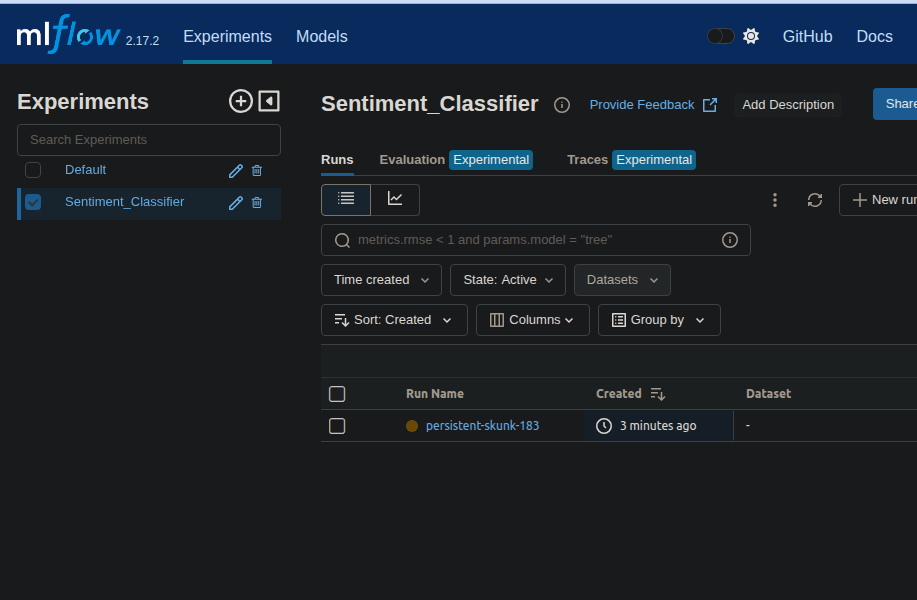 mlflow 2.17.2 Experiments Models GitHub Docs
Experiments
Search Experiments
Default
Sentiment_Classifier
Sentiment_Classifier Provide Feedback Add Description Share
Runs Evaluation Experimental Traces Experimental
New run
metrics.rmse < 1 and params.model = "tree"
Time created State: Active Datasets
Sort: Created Columns Group by
Run Name Created Dataset
persistent-skunk-183 3 minutes ago -